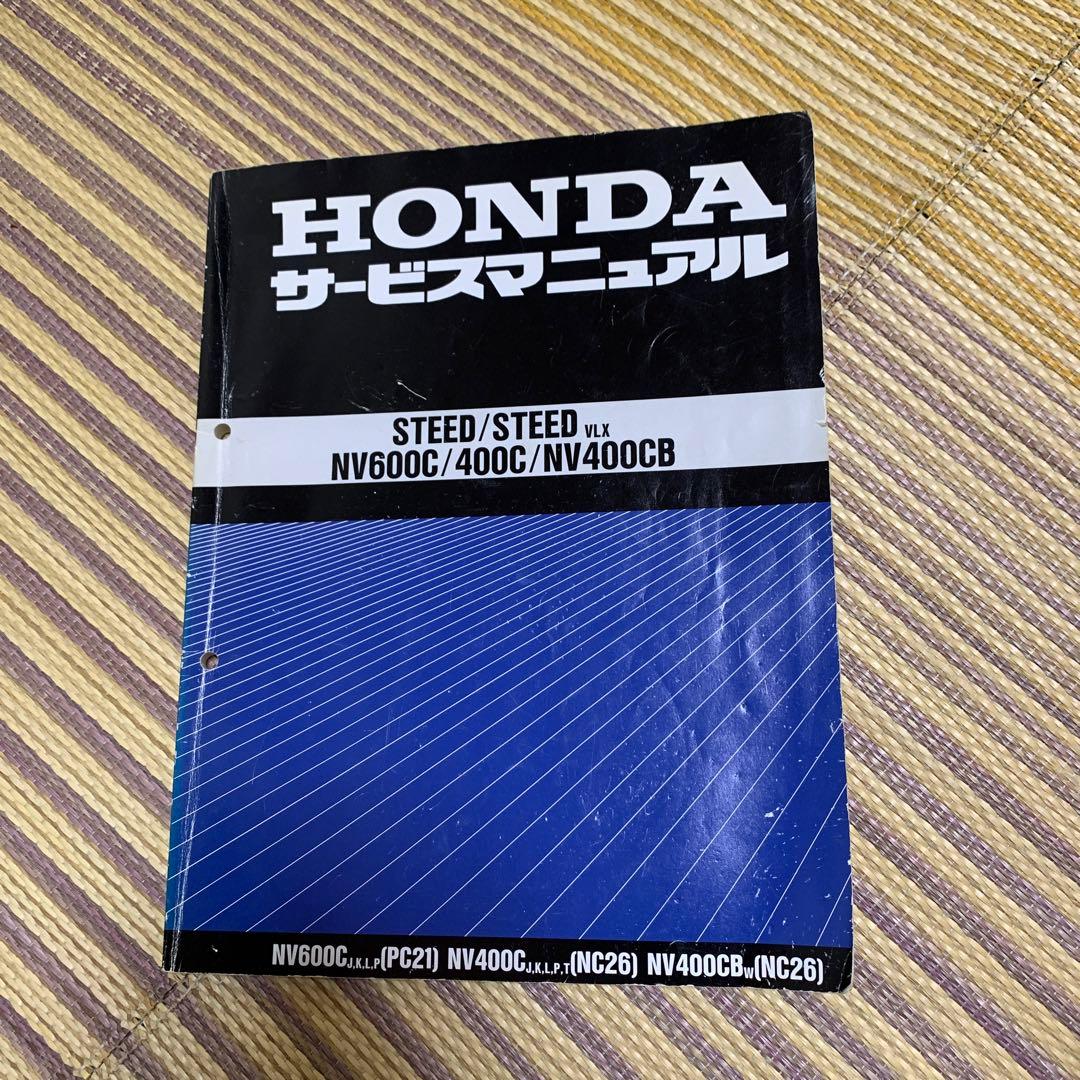 HONDA
サービスマニュアル
STEED/STEED VLX
NV600C/400C/NV400CB
NV600CJ,K,L,P(PC21) NV400CJ,K,L,P,T(NC26) NV400CBW(NC26)